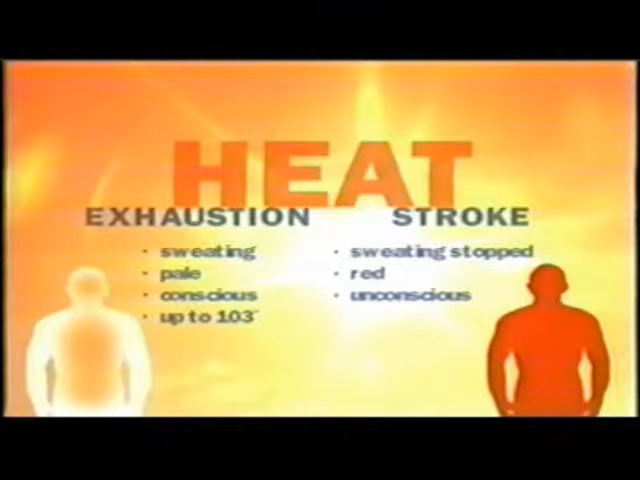 HEAT
EXHAUSTION
· sweating
· pale
· conscious
· up to 103°
STROKE
· sweating stopped
· red
· unconscious